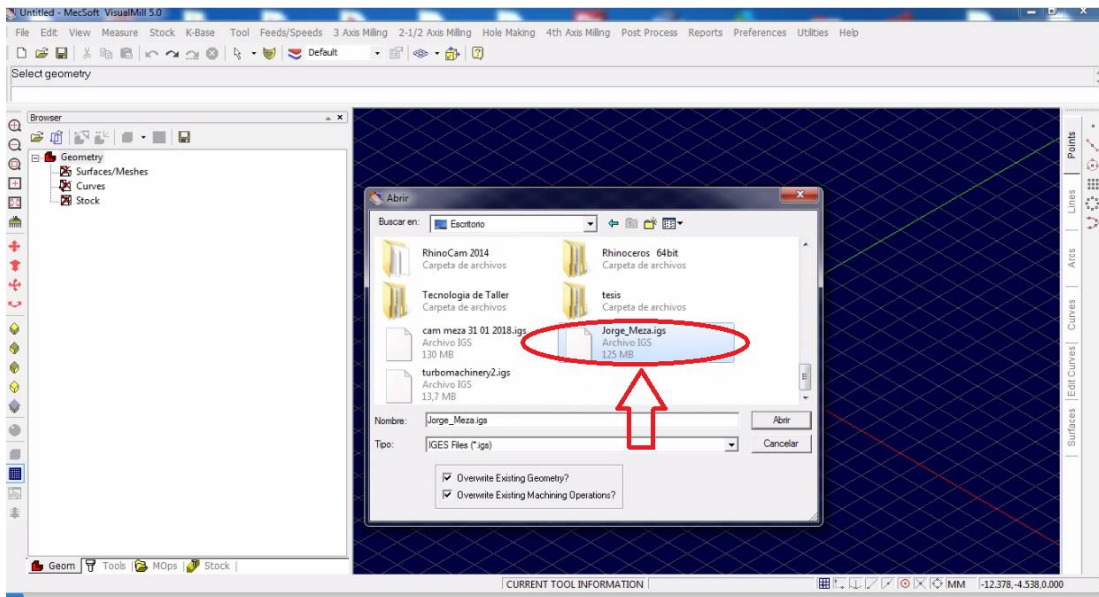 Untitled - MecSoft VisualMill 5.0
File Edit View Measure Stock K-Base Tool Feeds/Speeds 3 Axis Milling 2-1/2 Axis Milling Hole Making 4th Axis Milling Post Process Reports Preferences Utilities Help
Default
Select geometry
Browser
Geometry
Surfaces/Meshes
Curves
Stock
Abrir
Buscar en: Escritorio
RhinoCam 2014
Carpeta de archivos
Rhinoceros 64bit
Carpeta de archivos
Tecnologia de Taller
Carpeta de archivos
tesis
Carpeta de archivos
cam meza 31 01 2018.igs
Archivo IGS
130 MB
Jorge_Meza.igs
Archivo IGS
125 MB
turbomachinery2.igs
Archivo IGS
13,7 MB
Nombre: Jorge_Meza.igs Abrir
Tipo: IGES Files (*.igs) Cancelar
Overwrite Existing Geometry?
Overwrite Existing Machining Operations?
Points
Lines
Arcs
Curves
Edit Curves
Surfaces
Geom Tools MOps Stock
CURRENT TOOL INFORMATION MM -12.378,-4.538,0.000